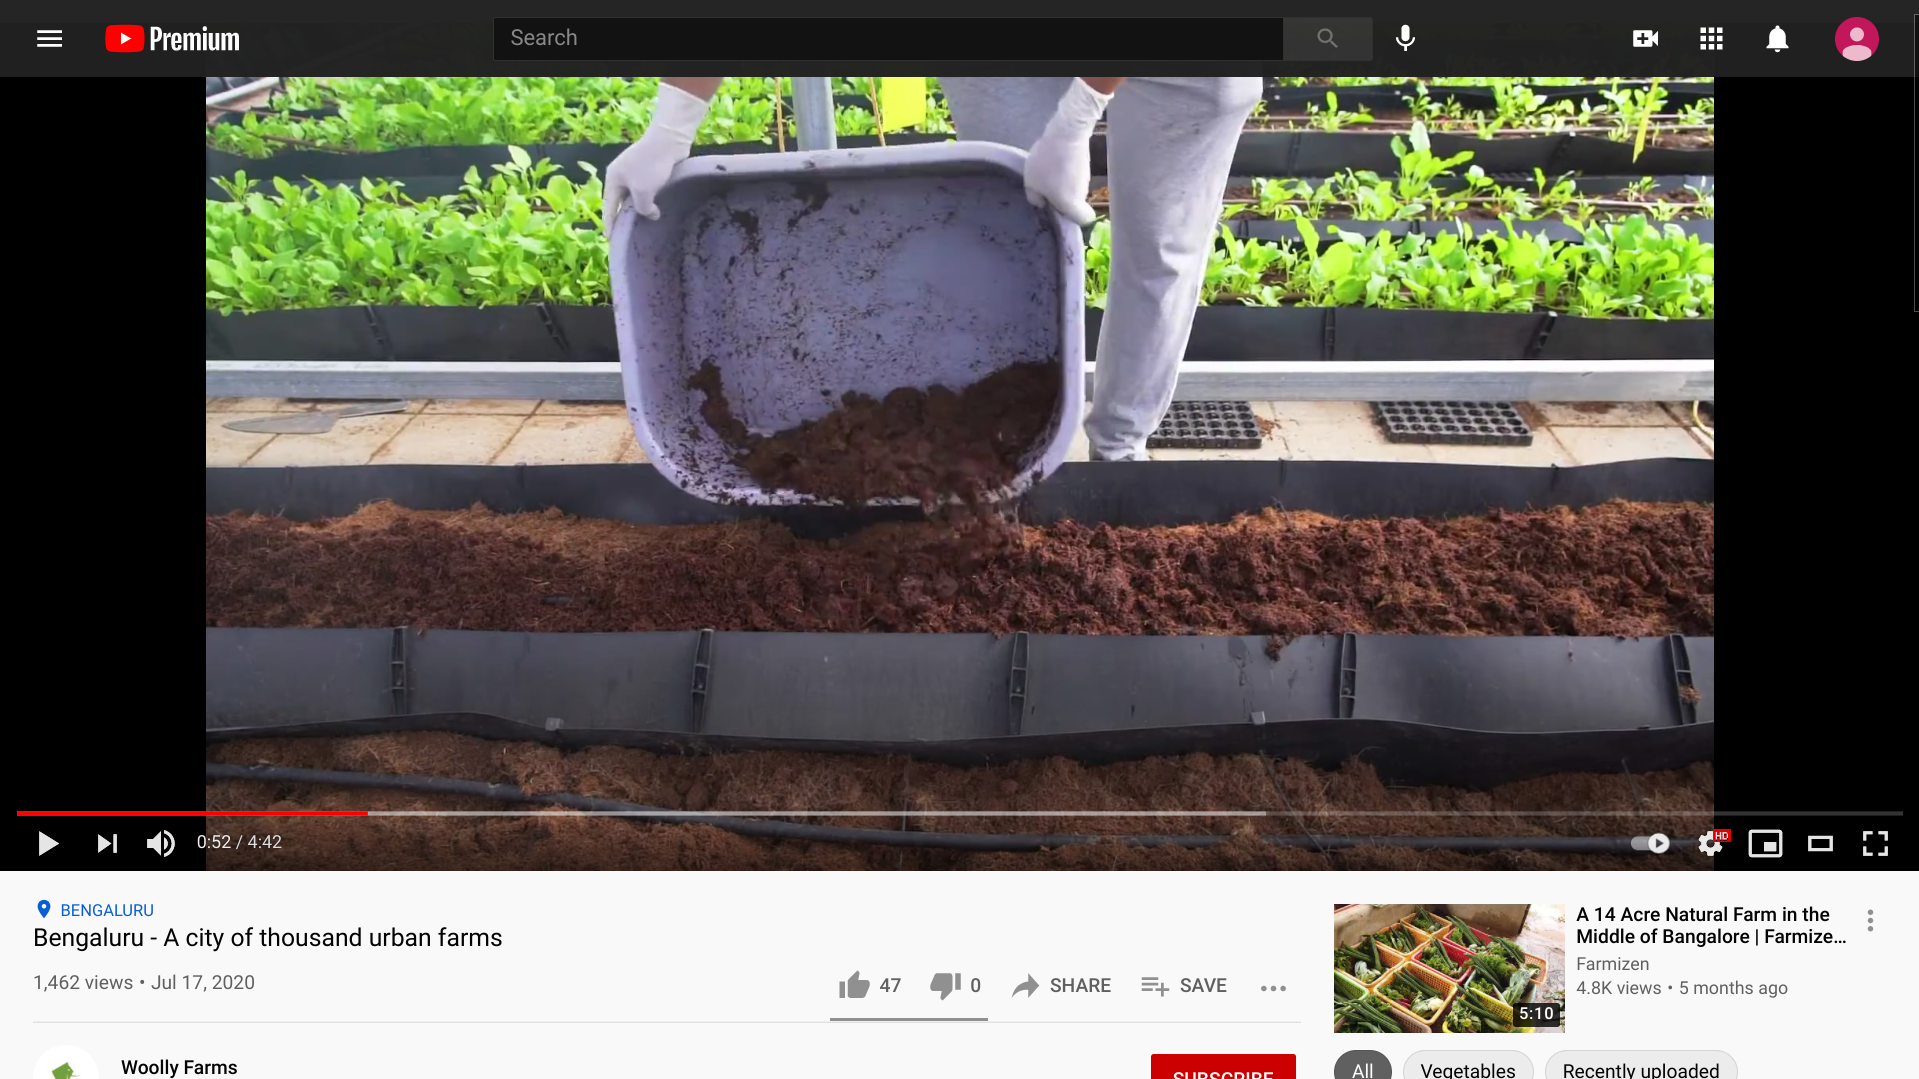 Premium
Search
0:52 / 4:42
HD
BENGALURU
Bengaluru - A city of thousand urban farms
1,462 views • Jul 17, 2020
47
0
SHARE
SAVE
Woolly Farms
SUBSCRIBE
A 14 Acre Natural Farm in the
Middle of Bangalore | Farmize...
Farmizen
4.8K views • 5 months ago
5:10
All
Vegetables
Recently uploaded